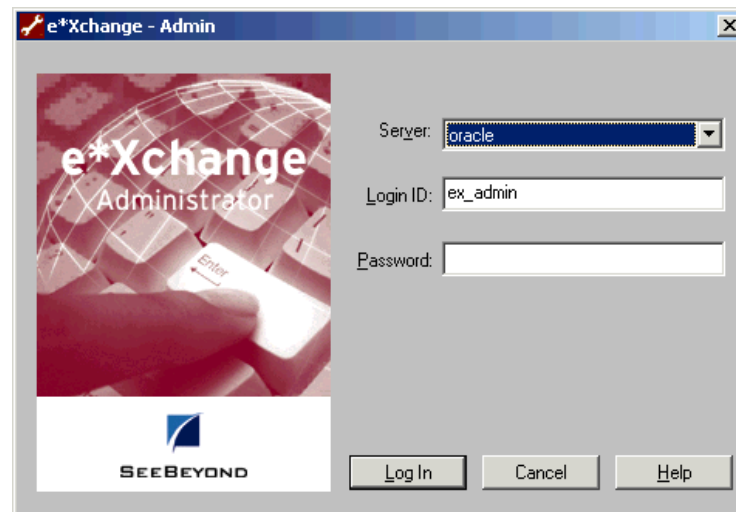 e*Xchange - Admin
e*Xchange
Administrator
Enter
SEEBEYOND
Server:
oracle
Login ID:
ex_admin
Password:
Log In
Cancel
Help